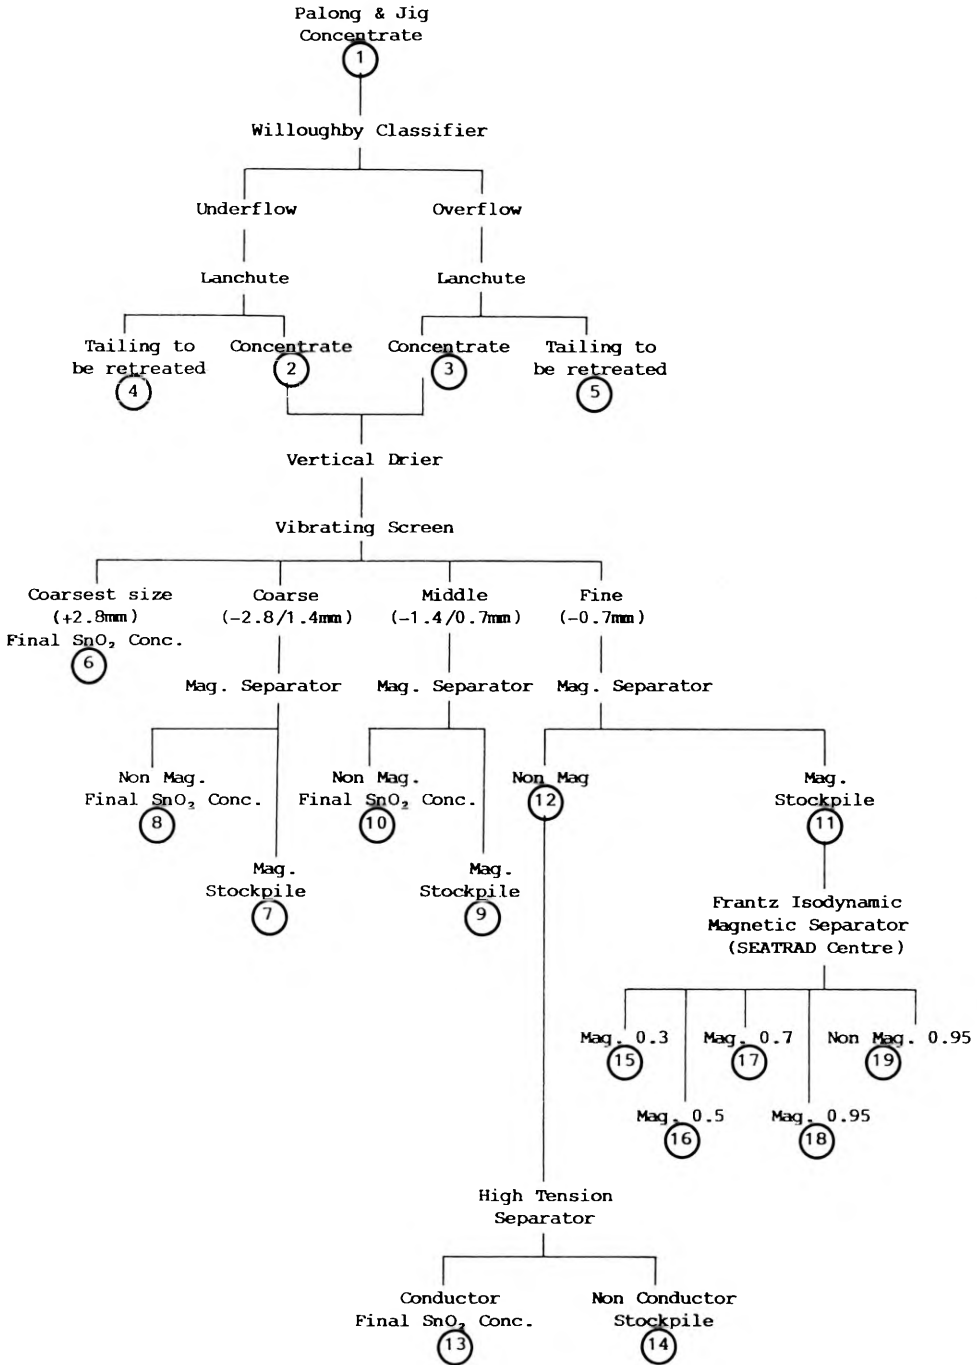 Palong & Jig
Concentrate
1
Willoughby Classifier
Underflow
Overflow
Lanchute
Lanchute
Tailing to
be retreated
4
Concentrate
2
Concentrate
3
Tailing to
be retreated
5
Vertical Drier
Vibrating Screen
Coarsest size
(+2.8mm)
Final SnO₂ Conc.
6
Coarse
(-2.8/1.4mm)
Middle
(-1.4/0.7mm)
Fine
(-0.7mm)
Mag. Separator
Mag. Separator
Mag. Separator
Non Mag.
Final SnO₂ Conc.
8
Non Mag.
Final SnO₂ Conc.
10
Non Mag
12
Mag.
Stockpile
11
Mag.
Stockpile
7
Mag.
Stockpile
9
Frantz Isodynamic
Magnetic Separator
(SEATRAD Centre)
Mag. 0.3
15
Mag. 0.7
17
Non Mag. 0.95
19
Mag. 0.5
16
Mag. 0.95
18
High Tension
Separator
Conductor
Final SnO₂ Conc.
13
Non Conductor
Stockpile
14